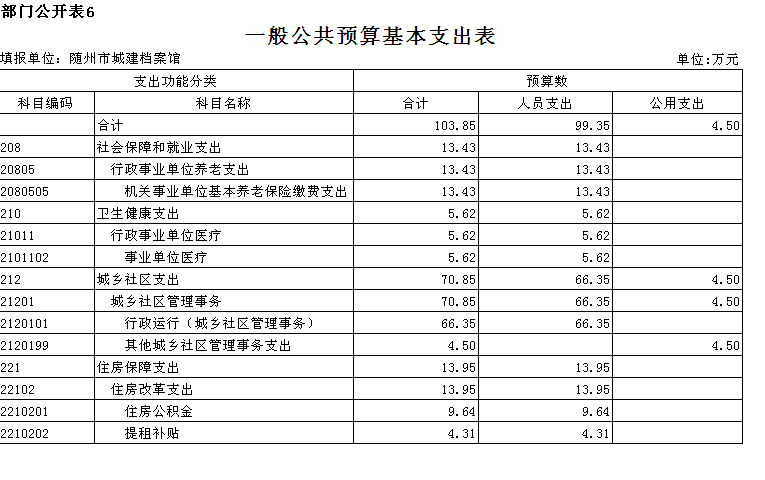 部门公开表6
一般公共预算基本支出表
填报单位：随州市城建档案馆 单位:万元
支出功能分类 预算数
科目编码 科目名称 合计 人员支出 公用支出
合计 103.85 99.35 4.50
208 社会保障和就业支出 13.43 13.43
20805 行政事业单位养老支出 13.43 13.43
2080505 机关事业单位基本养老保险缴费支出 13.43 13.43
210 卫生健康支出 5.62 5.62
21011 行政事业单位医疗 5.62 5.62
2101102 事业单位医疗 5.62 5.62
212 城乡社区支出 70.85 66.35 4.50
21201 城乡社区管理事务 70.85 66.35 4.50
2120101 行政运行（城乡社区管理事务） 66.35 66.35
2120199 其他城乡社区管理事务支出 4.50 4.50
221 住房保障支出 13.95 13.95
22102 住房改革支出 13.95 13.95
2210201 住房公积金 9.64 9.64
2210202 提租补贴 4.31 4.31